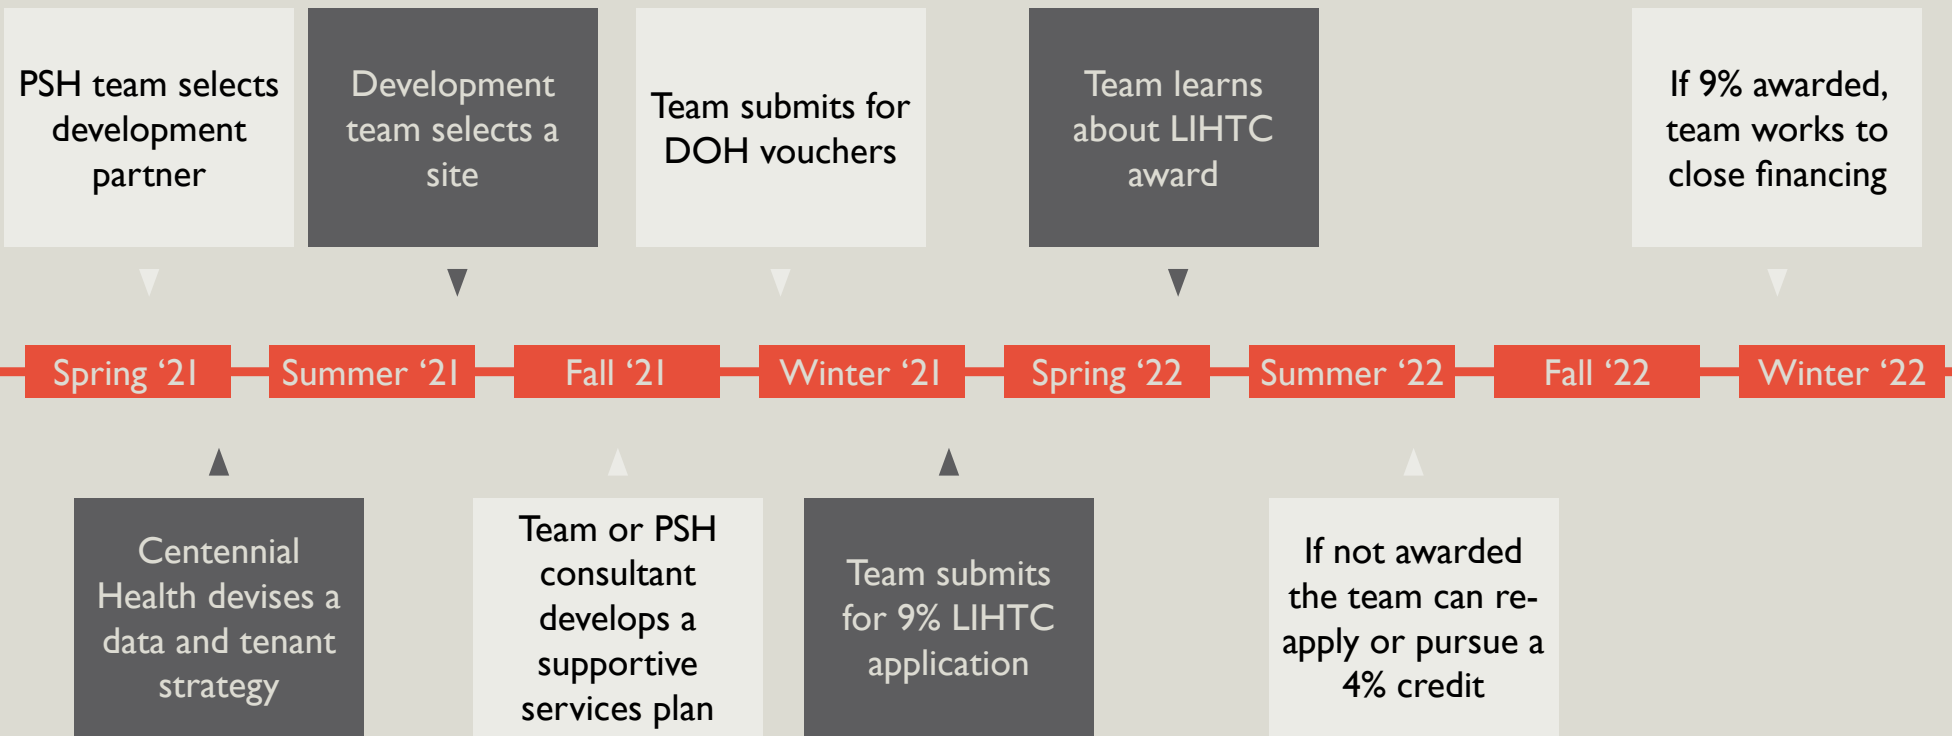 PSH team selects
development
partner
Development
team selects a
site
Team submits for
DOH vouchers
Team learns
about LIHTC
award
If 9% awarded,
team works to
close financing
Spring ‘21
Summer ‘21
Fall ‘21
Winter ‘21
Spring ‘22
Summer ‘22
Fall ‘22
Winter ‘22
Centennial
Health devises a
data and tenant
strategy
Team or PSH
consultant
develops a
supportive
services plan
Team submits
for 9% LIHTC
application
If not awarded
the team can re-
apply or pursue a
4% credit